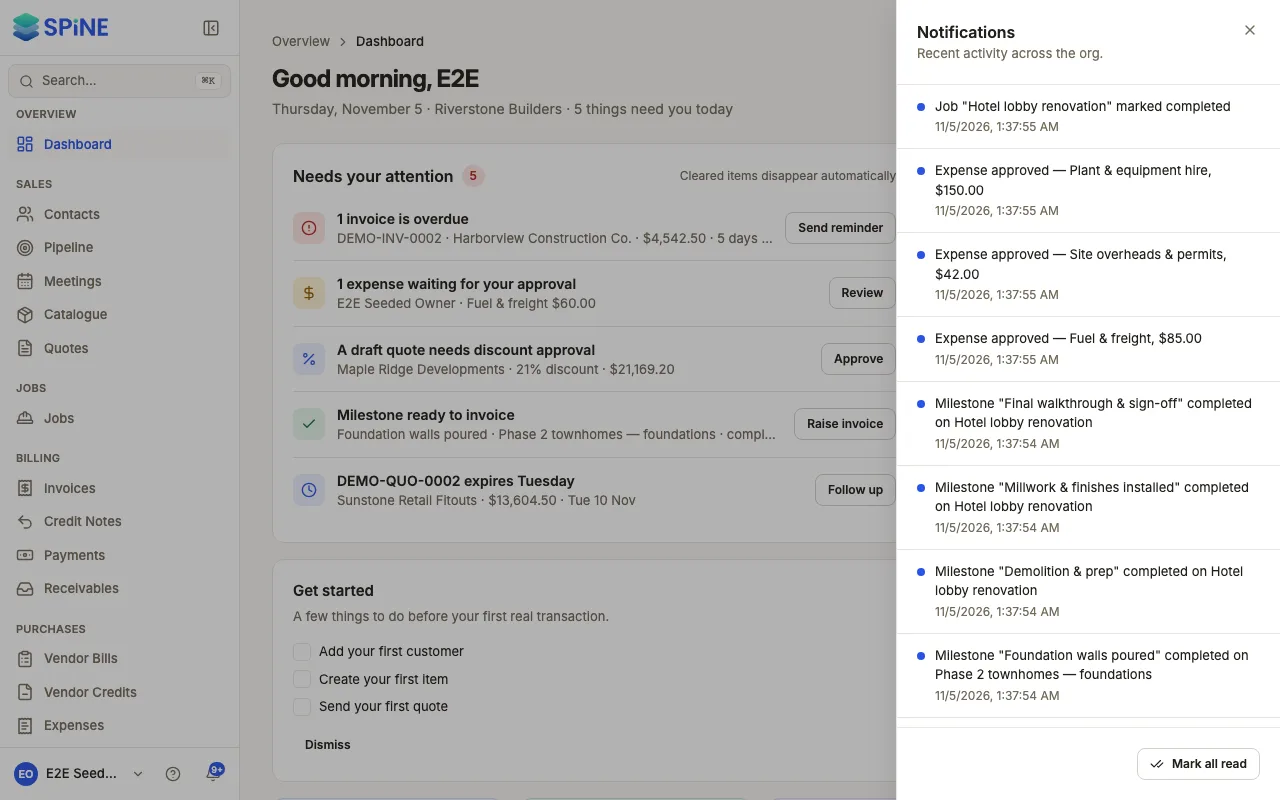 SPiNE
Search...
⌘K
OVERVIEW
Dashboard
SALES
Contacts
Pipeline
Meetings
Catalogue
Quotes
JOBS
Jobs
BILLING
Invoices
Credit Notes
Payments
Receivables
PURCHASES
Vendor Bills
Vendor Credits
Expenses
EO
E2E Seed...
9+
Overview > Dashboard
Good morning, E2E
Thursday, November 5 · Riverstone Builders · 5 things need you today
Needs your attention 5
Cleared items disappear automatically
1 invoice is overdue
DEMO-INV-0002 · Harborview Construction Co. · $4,542.50 · 5 days ...
Send reminder
1 expense waiting for your approval
E2E Seeded Owner · Fuel & freight $60.00
Review
A draft quote needs discount approval
Maple Ridge Developments · 21% discount · $21,169.20
Approve
Milestone ready to invoice
Foundation walls poured · Phase 2 townhomes — foundations · compl...
Raise invoice
DEMO-QUO-0002 expires Tuesday
Sunstone Retail Fitouts · $13,604.50 · Tue 10 Nov
Follow up
Get started
A few things to do before your first real transaction.
Add your first customer
Create your first item
Send your first quote
Dismiss
Notifications
Recent activity across the org.
Job "Hotel lobby renovation" marked completed
11/5/2026, 1:37:55 AM
Expense approved — Plant & equipment hire,
$150.00
11/5/2026, 1:37:55 AM
Expense approved — Site overheads & permits,
$42.00
11/5/2026, 1:37:55 AM
Expense approved — Fuel & freight, $85.00
11/5/2026, 1:37:55 AM
Milestone "Final walkthrough & sign-off" completed
on Hotel lobby renovation
11/5/2026, 1:37:54 AM
Milestone "Millwork & finishes installed" completed
on Hotel lobby renovation
11/5/2026, 1:37:54 AM
Milestone "Demolition & prep" completed on Hotel
lobby renovation
11/5/2026, 1:37:54 AM
Milestone "Foundation walls poured" completed on
Phase 2 townhomes — foundations
11/5/2026, 1:37:54 AM
Mark all read